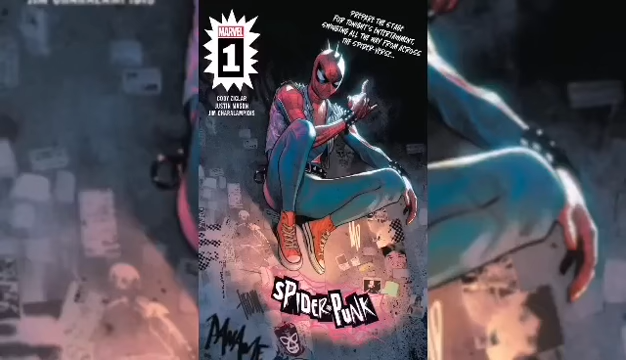 MARVEL
1
CODY ZIGLAR
JUSTIN MASON
JIM CHARALAMPIDIS
PREPARE THE STAGE
FOR TONIGHT'S ENTERTAINMENT,
SWINGING ALL THE WAY FROM ACROSS
THE SPIDER-VERSE...
SPIDER-PUNK